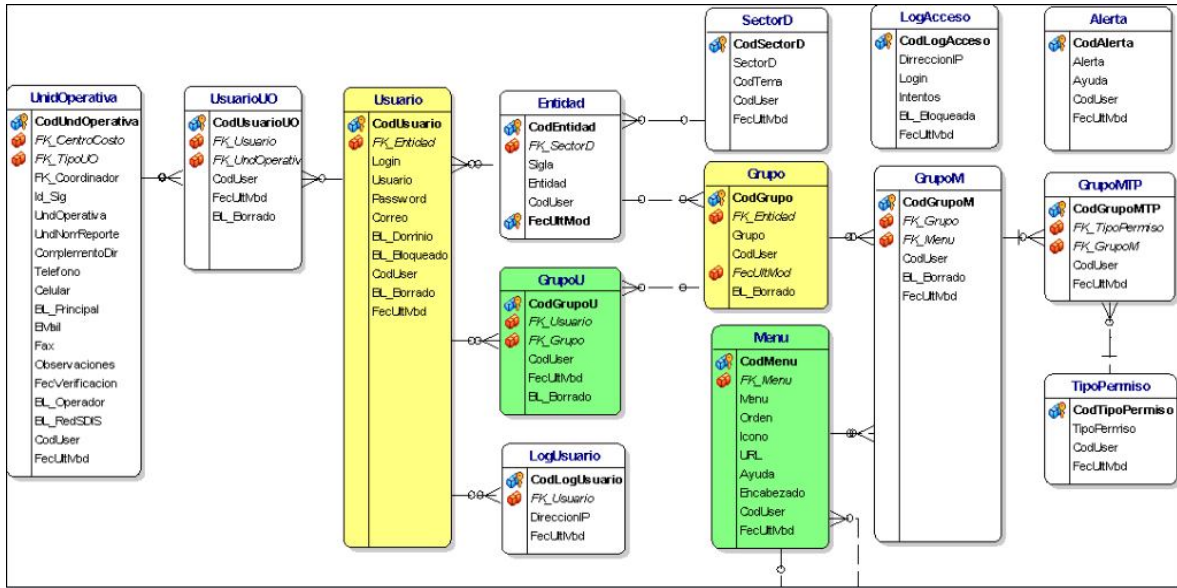 UnidOperativa
CodUndOperativa
FK_CentroCosto
FK_TipoUO
FK_Coordinador
Id_Sig
UndOperativa
UndNomReporte
ComplementoDir
Telefono
Celular
BL_Principal
EMail
Fax
Observaciones
FecVerificacion
BL_Operador
BL_RedSDIS
CodUser
FecUltMod
UsuarioUO
CodUsuarioUO
FK_Usuario
FK_UndOperativ
CodUser
FecUltMod
BL_Borrado
Usuario
CodUsuario
FK_Entidad
Login
Usuario
Password
Correo
BL_Dominio
BL_Bloqueado
CodUser
BL_Borrado
FecUltMod
Entidad
CodEntidad
FK_SectorD
Sigla
Entidad
CodUser
FecUltMod
GrupoU
CodGrupoU
FK_Usuario
FK_Grupo
CodUser
FecUltMod
BL_Borrado
LogUsuario
CodLogUsuario
FK_Usuario
DireccionIP
FecUltMod
SectorD
CodSectorD
SectorD
CodTerra
CodUser
FecUltMod
Grupo
CodGrupo
FK_Entidad
Grupo
CodUser
FecUltMod
BL_Borrado
Menu
CodMenu
FK_Menu
Menu
Orden
Icono
URL
Ayuda
Encabezado
CodUser
FecUltMod
LogAcceso
CodLogAcceso
DirreccionIP
Login
Intentos
BL_Bloqueada
FecUltMod
GrupoM
CodGrupoM
FK_Grupo
FK_Menu
CodUser
BL_Borrado
FecUltMod
Alerta
CodAlerta
Alerta
Ayuda
CodUser
FecUltMod
GrupoMTP
CodGrupoMTP
FK_TipoPermiso
FK_GrupoM
CodUser
FecUltMod
TipoPermiso
CodTipoPermiso
TipoPermiso
CodUser
FecUltMod